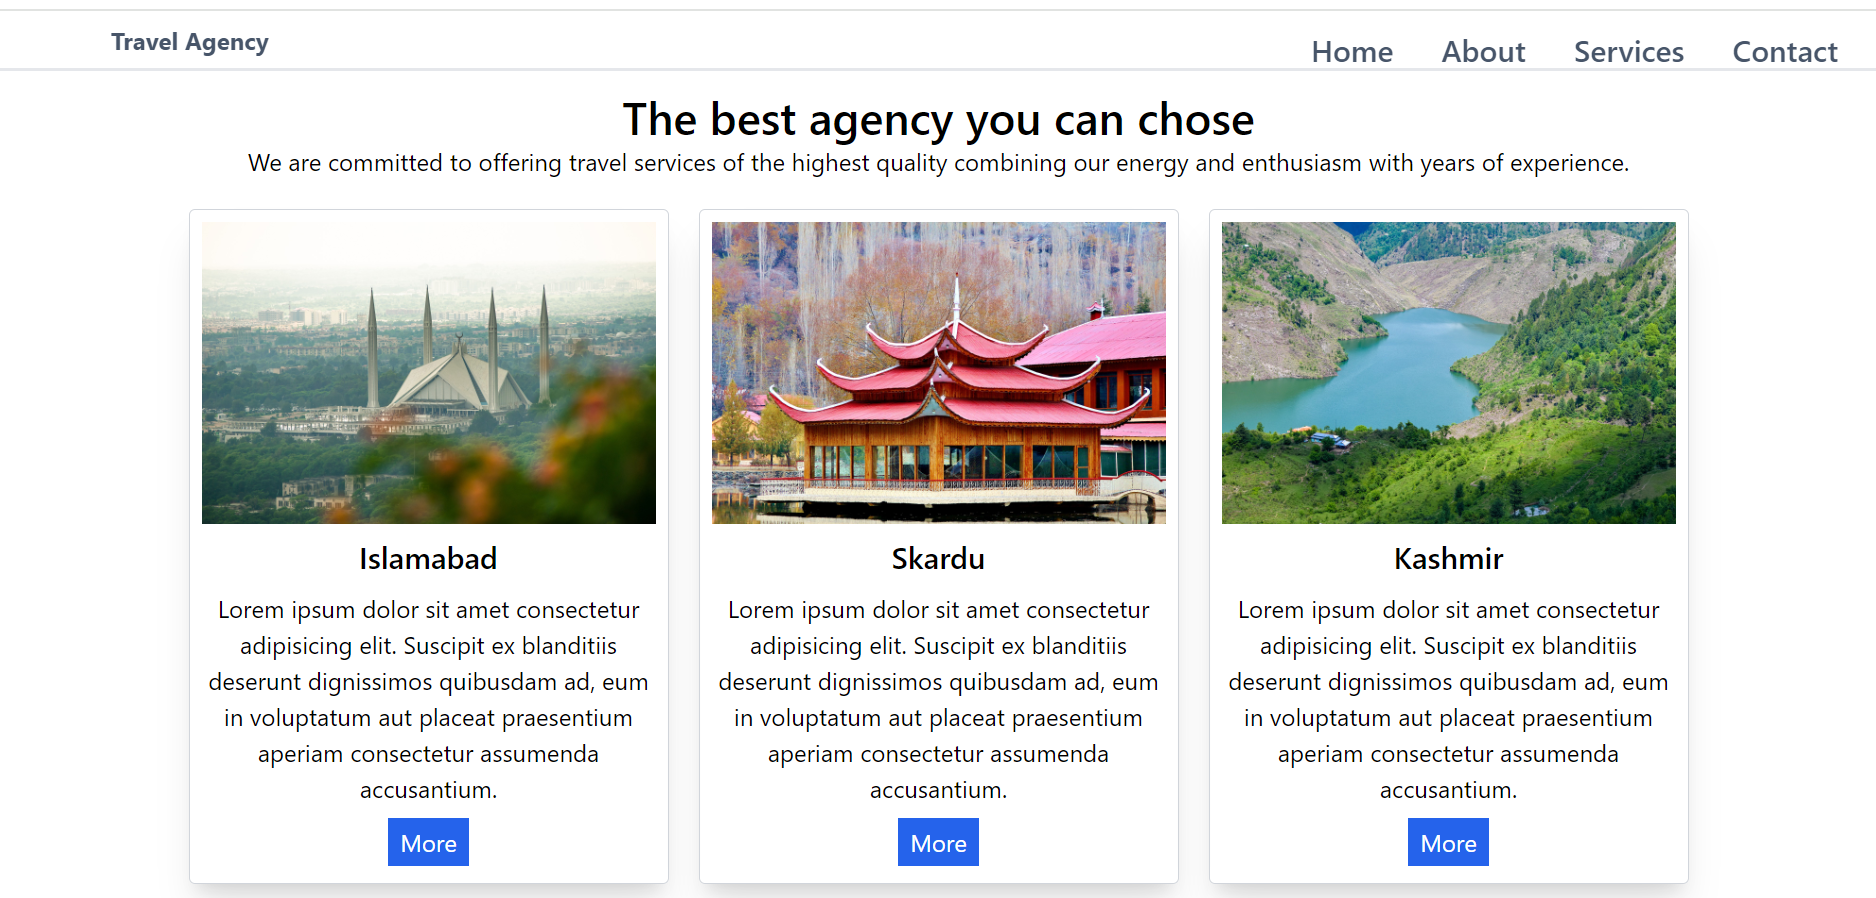 Travel Agency
Home About Services Contact
The best agency you can chose
We are committed to offering travel services of the highest quality combining our energy and enthusiasm with years of experience.
Islamabad
Lorem ipsum dolor sit amet consectetur
adipisicing elit. Suscipit ex blanditiis
deserunt dignissimos quibusdam ad, eum
in voluptatum aut placeat praesentium
aperiam consectetur assumenda
accusantium.
More
Skardu
Lorem ipsum dolor sit amet consectetur
adipisicing elit. Suscipit ex blanditiis
deserunt dignissimos quibusdam ad, eum
in voluptatum aut placeat praesentium
aperiam consectetur assumenda
accusantium.
More
Kashmir
Lorem ipsum dolor sit amet consectetur
adipisicing elit. Suscipit ex blanditiis
deserunt dignissimos quibusdam ad, eum
in voluptatum aut placeat praesentium
aperiam consectetur assumenda
accusantium.
More